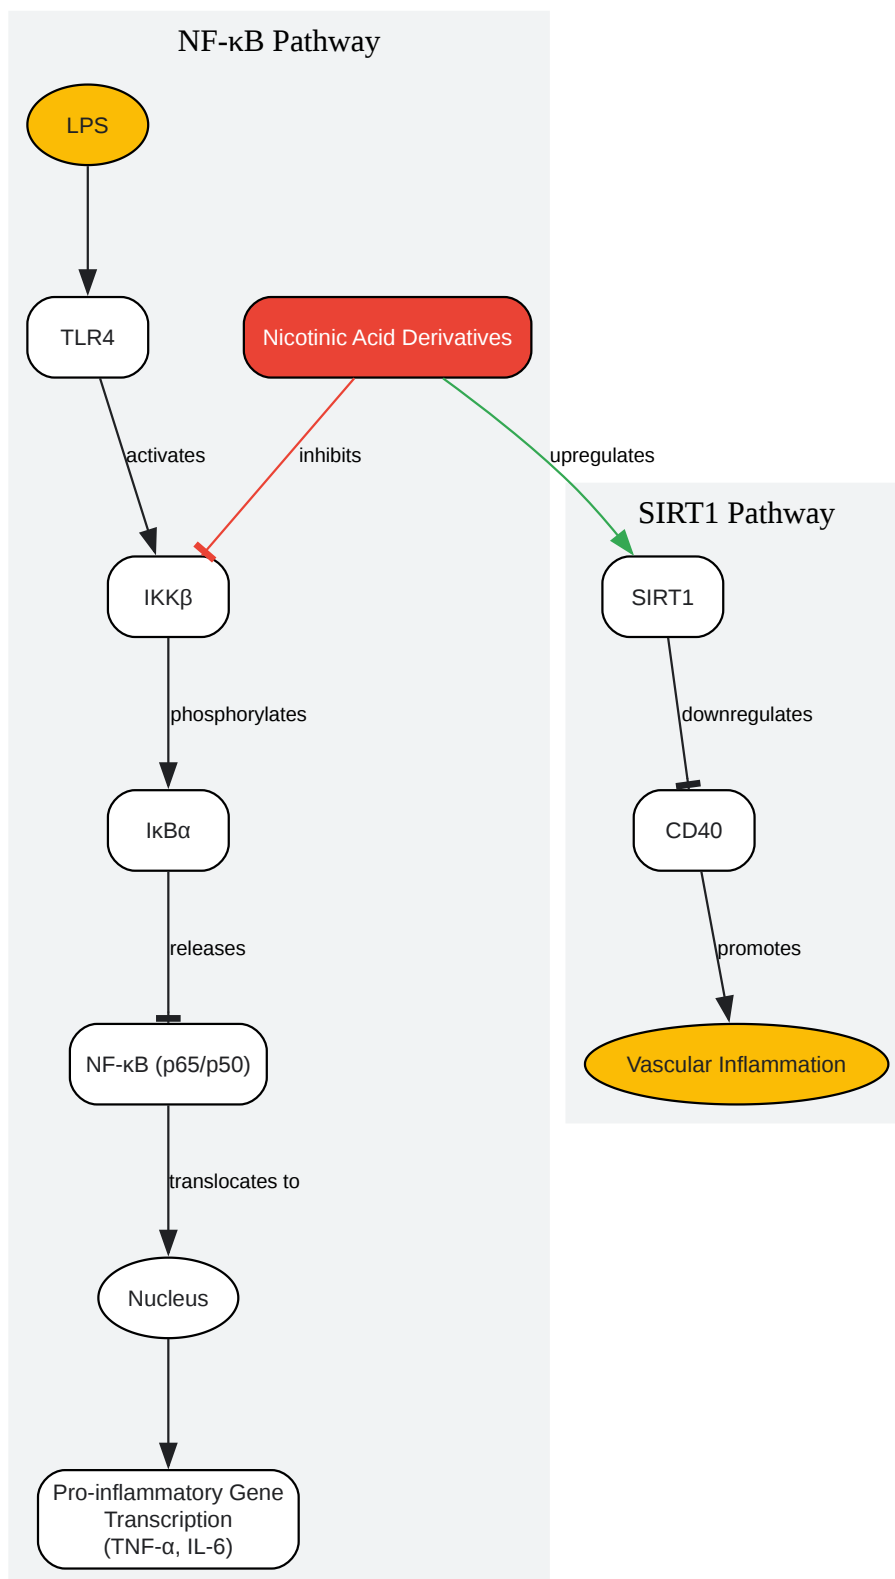 NF-κB Pathway
LPS
TLR4
Nicotinic Acid Derivatives
activates
inhibits
upregulates
SIRT1 Pathway
IKKβ
SIRT1
phosphorylates
downregulates
IκBα
CD40
releases
promotes
NF-κB (p65/p50)
Vascular Inflammation
translocates to
Nucleus
Pro-inflammatory Gene
Transcription
(TNF-α, IL-6)